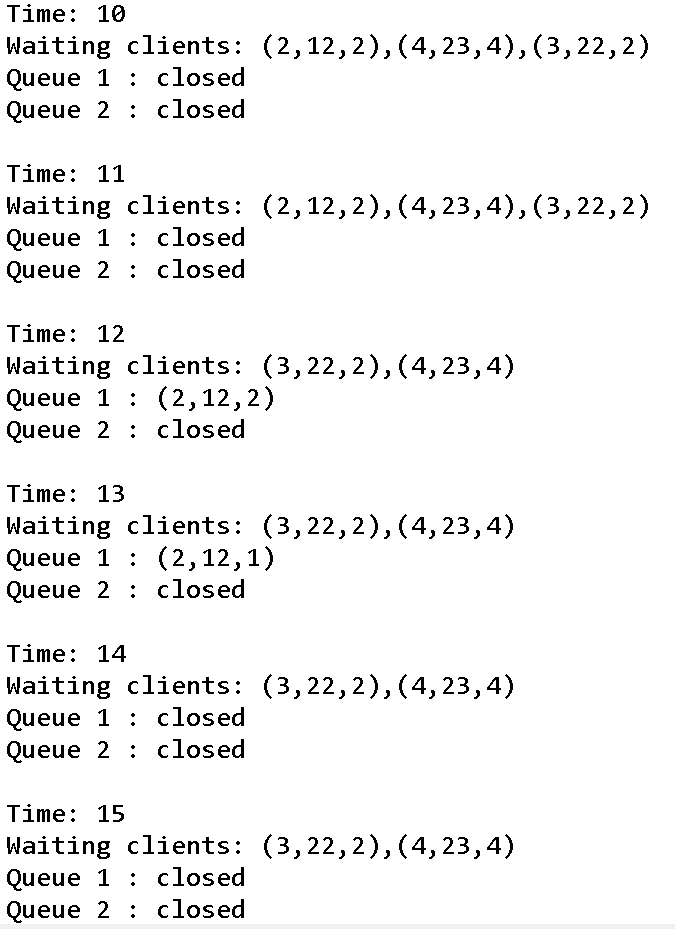 Time: 10
Waiting clients: (2,12,2),(4,23,4),(3,22,2)
Queue 1 : closed
Queue 2 : closed
Time: 11
Waiting clients: (2,12,2),(4,23,4),(3,22,2)
Queue 1 : closed
Queue 2 : closed
Time: 12
Waiting clients: (3,22,2),(4,23,4)
Queue 1 : (2,12,2)
Queue 2 : closed
Time: 13
Waiting clients: (3,22,2),(4,23,4)
Queue 1 : (2,12,1)
Queue 2 : closed
Time: 14
Waiting clients: (3,22,2),(4,23,4)
Queue 1 : closed
Queue 2 : closed
Time: 15
Waiting clients: (3,22,2),(4,23,4)
Queue 1 : closed
Queue 2 : closed